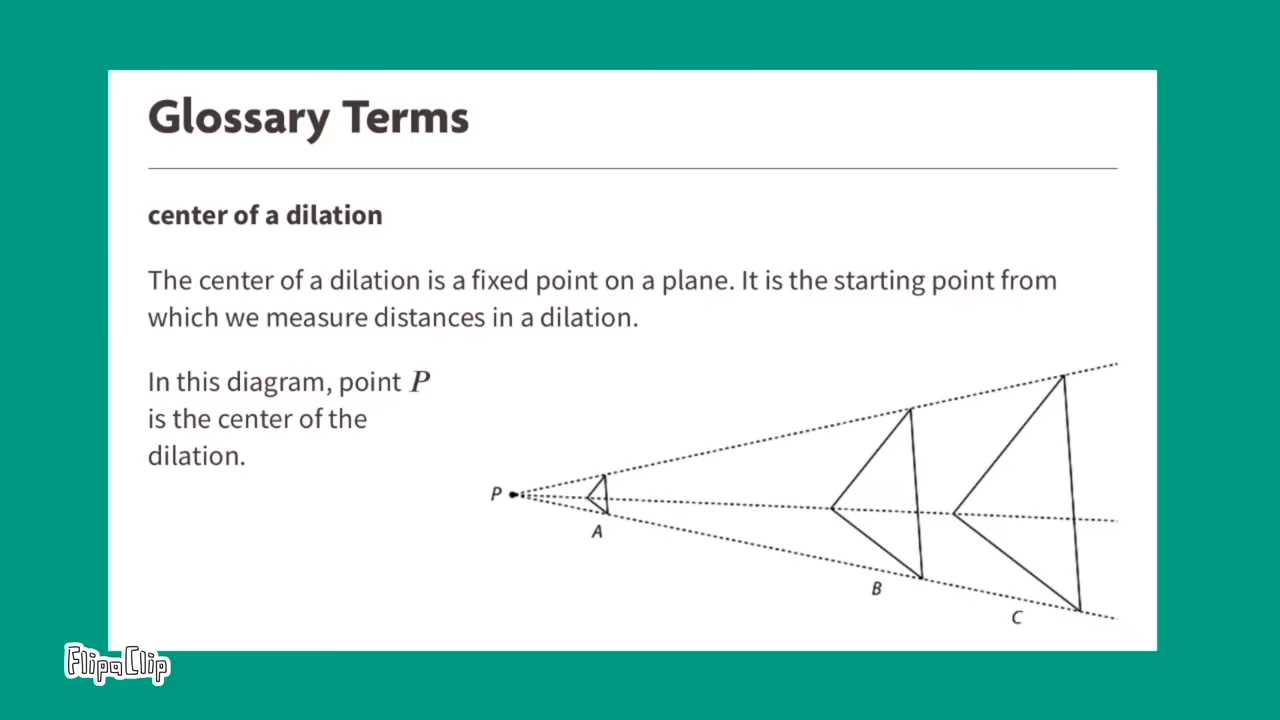 Glossary Terms
center of a dilation
The center of a dilation is a fixed point on a plane. It is the starting point from
which we measure distances in a dilation.
In this diagram, point P
is the center of the
dilation.
P
A
B
C
FlipaClip